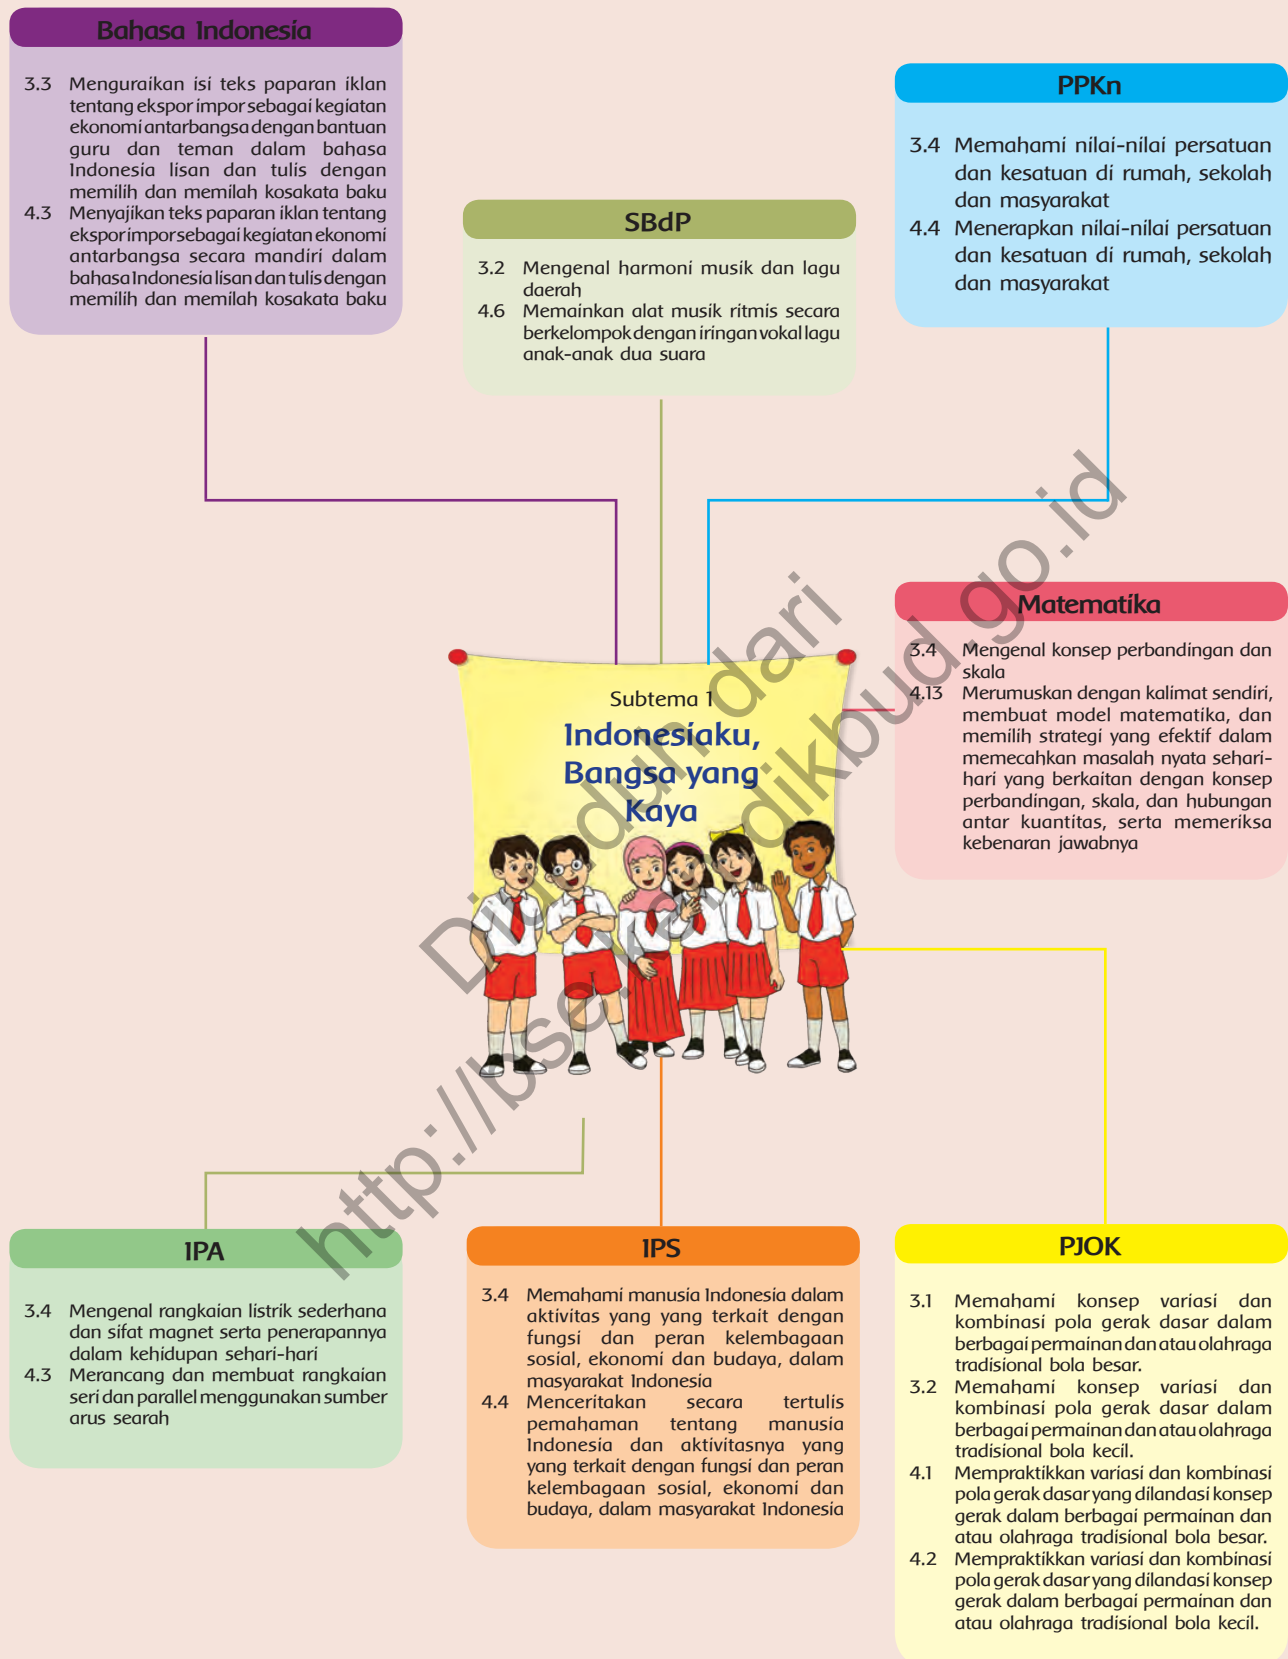 Bahasa Indonesia
3.3 Menguraikan isi teks paparan iklan
tentang ekspor impor sebagai kegiatan
ekonomi antarbangsa dengan bantuan
guru dan teman dalam bahasa
Indonesia lisan dan tulis dengan
memilih dan memilah kosakata baku
4.3 Menyajikan teks paparan iklan tentang
ekspor impor sebagai kegiatan ekonomi
antarbangsa secara mandiri dalam
bahasa Indonesia lisan dan tulis dengan
memilih dan memilah kosakata baku
SBdP
3.2 Mengenal harmoni musik dan lagu
daerah
4.6 Memainkan alat musik ritmis secara
berkelompok dengan iringan vokal lagu
anak-anak dua suara
PPKn
3.4 Memahami nilai-nilai persatuan
dan kesatuan di rumah, sekolah
dan masyarakat
4.4 Menerapkan nilai-nilai persatuan
dan kesatuan di rumah, sekolah
dan masyarakat
Matematika
3.4 Mengenal konsep perbandingan dan
skala
4.13 Merumuskan dengan kalimat sendiri,
membuat model matematika, dan
memilih strategi yang efektif dalam
memecahkan masalah nyata sehari-
hari yang berkaitan dengan konsep
perbandingan, skala, dan hubungan
antar kuantitas, serta memeriksa
kebenaran jawabnya
Subtema 1
Indonesiaku,
Bangsa yang
Kaya
IPA
3.4 Mengenal rangkaian listrik sederhana
dan sifat magnet serta penerapannya
dalam kehidupan sehari-hari
4.3 Merancang dan membuat rangkaian
seri dan parallel menggunakan sumber
arus searah
IPS
3.4 Memahami manusia Indonesia dalam
aktivitas yang yang terkait dengan
fungsi dan peran kelembagaan
sosial, ekonomi dan budaya, dalam
masyarakat Indonesia
4.4 Menceritakan secara tertulis
pemahaman tentang manusia
Indonesia dan aktivitasnya yang
yang terkait dengan fungsi dan peran
kelembagaan sosial, ekonomi dan
budaya, dalam masyarakat Indonesia
PJOK
3.1 Memahami konsep variasi dan
kombinasi pola gerak dasar dalam
berbagai permainan dan atau olahraga
tradisional bola besar.
3.2 Memahami konsep variasi dan
kombinasi pola gerak dasar dalam
berbagai permainan dan atau olahraga
tradisional bola kecil.
4.1 Mempraktikkan variasi dan kombinasi
pola gerak dasar yang dilandasi konsep
gerak dalam berbagai permainan dan
atau olahraga tradisional bola besar.
4.2 Mempraktikkan variasi dan kombinasi
pola gerak dasar yang dilandasi konsep
gerak dalam berbagai permainan dan
atau olahraga tradisional bola kecil.
Diunduh dari
http://bse.kemdikbud.go.id